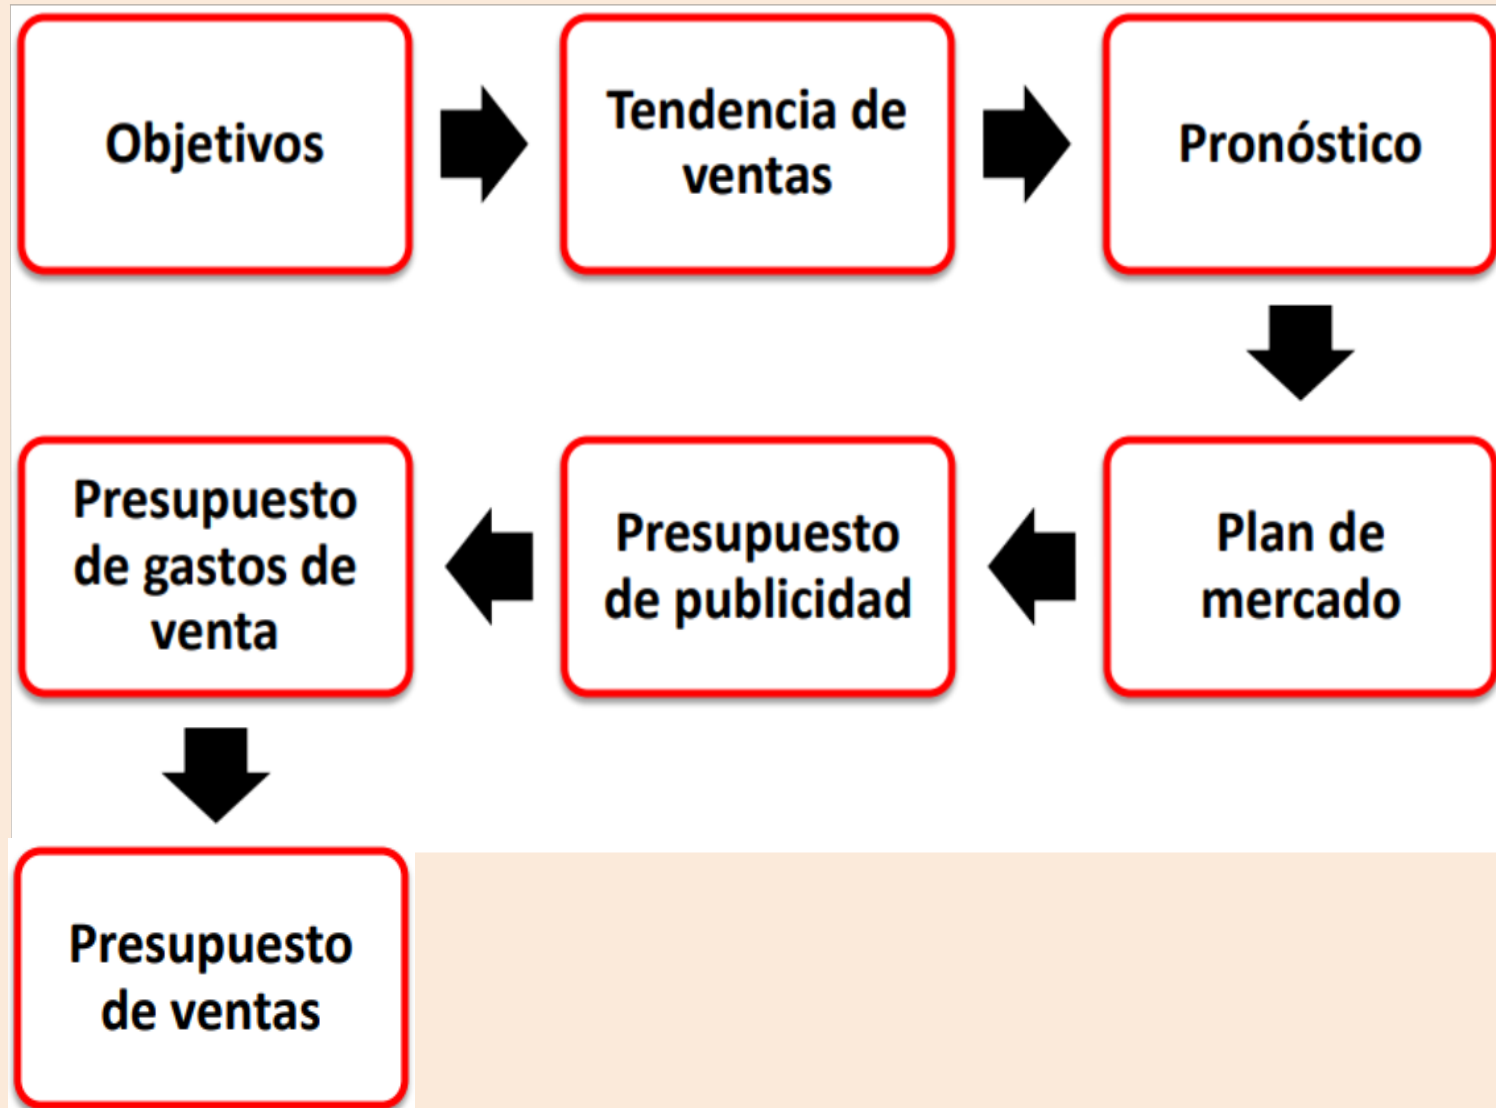 Objetivos
Tendencia de
ventas
Pronóstico
Plan de
mercado
Presupuesto
de publicidad
Presupuesto
de gastos de
venta
Presupuesto
de ventas